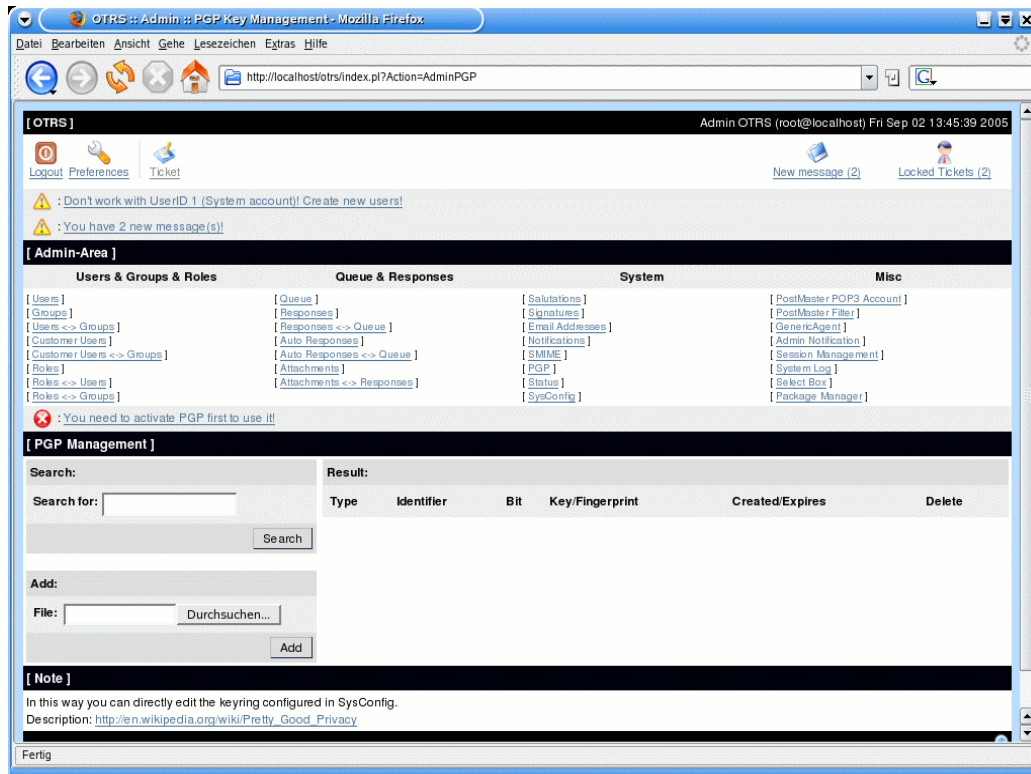 OTRS :: Admin :: PGP Key Management - Mozilla Firefox
Datei Bearbeiten Ansicht Gehe Lesezeichen Extras Hilfe
http://localhost/otrs/index.pl?Action=AdminPGP
G
[ OTRS ] Admin OTRS (root@localhost) Fri Sep 02 13:45:39 2005
Logout Preferences Ticket New message (2) Locked Tickets (2)
: Don't work with UserID 1 (System account)! Create new users!
: You have 2 new message(s)!
[ Admin-Area ]
Users & Groups & Roles Queue & Responses System Misc
[ Users ] [ Queue ] [ Salutations ] [ PostMaster POP3 Account ]
[ Groups ] [ Responses ] [ Signatures ] [ PostMaster Filter ]
[ Users <-> Groups ] [ Responses <-> Queue ] [ Email Addresses ] [ GenericAgent ]
[ Customer Users ] [ Auto Responses ] [ Notifications ] [ Admin Notification ]
[ Customer Users <-> Groups ] [ Auto Responses <-> Queue ] [ SMIME ] [ Session Management ]
[ Roles ] [ Attachments ] [ PGP ] [ System Log ]
[ Roles <-> Users ] [ Attachments <-> Responses ] [ Status ] [ Select Box ]
[ Roles <-> Groups ] [ SysConfig ] [ Package Manager ]
: You need to activate PGP first to use it!
[ PGP Management ]
Search: Result:
Search for: Type Identifier Bit Key/Fingerprint Created/Expires Delete
Search
Add:
File: Durchsuchen...
Add
[ Note ]
In this way you can directly edit the keyring configured in SysConfig.
Description: http://en.wikipedia.org/wiki/Pretty_Good_Privacy
Fertig